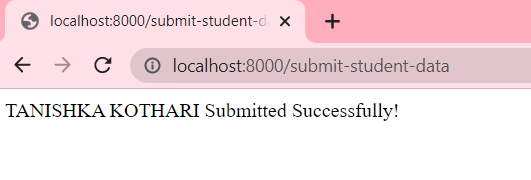 localhost:8000/submit-student-d
localhost:8000/submit-student-data
TANISHKA KOTHARI Submitted Successfully!